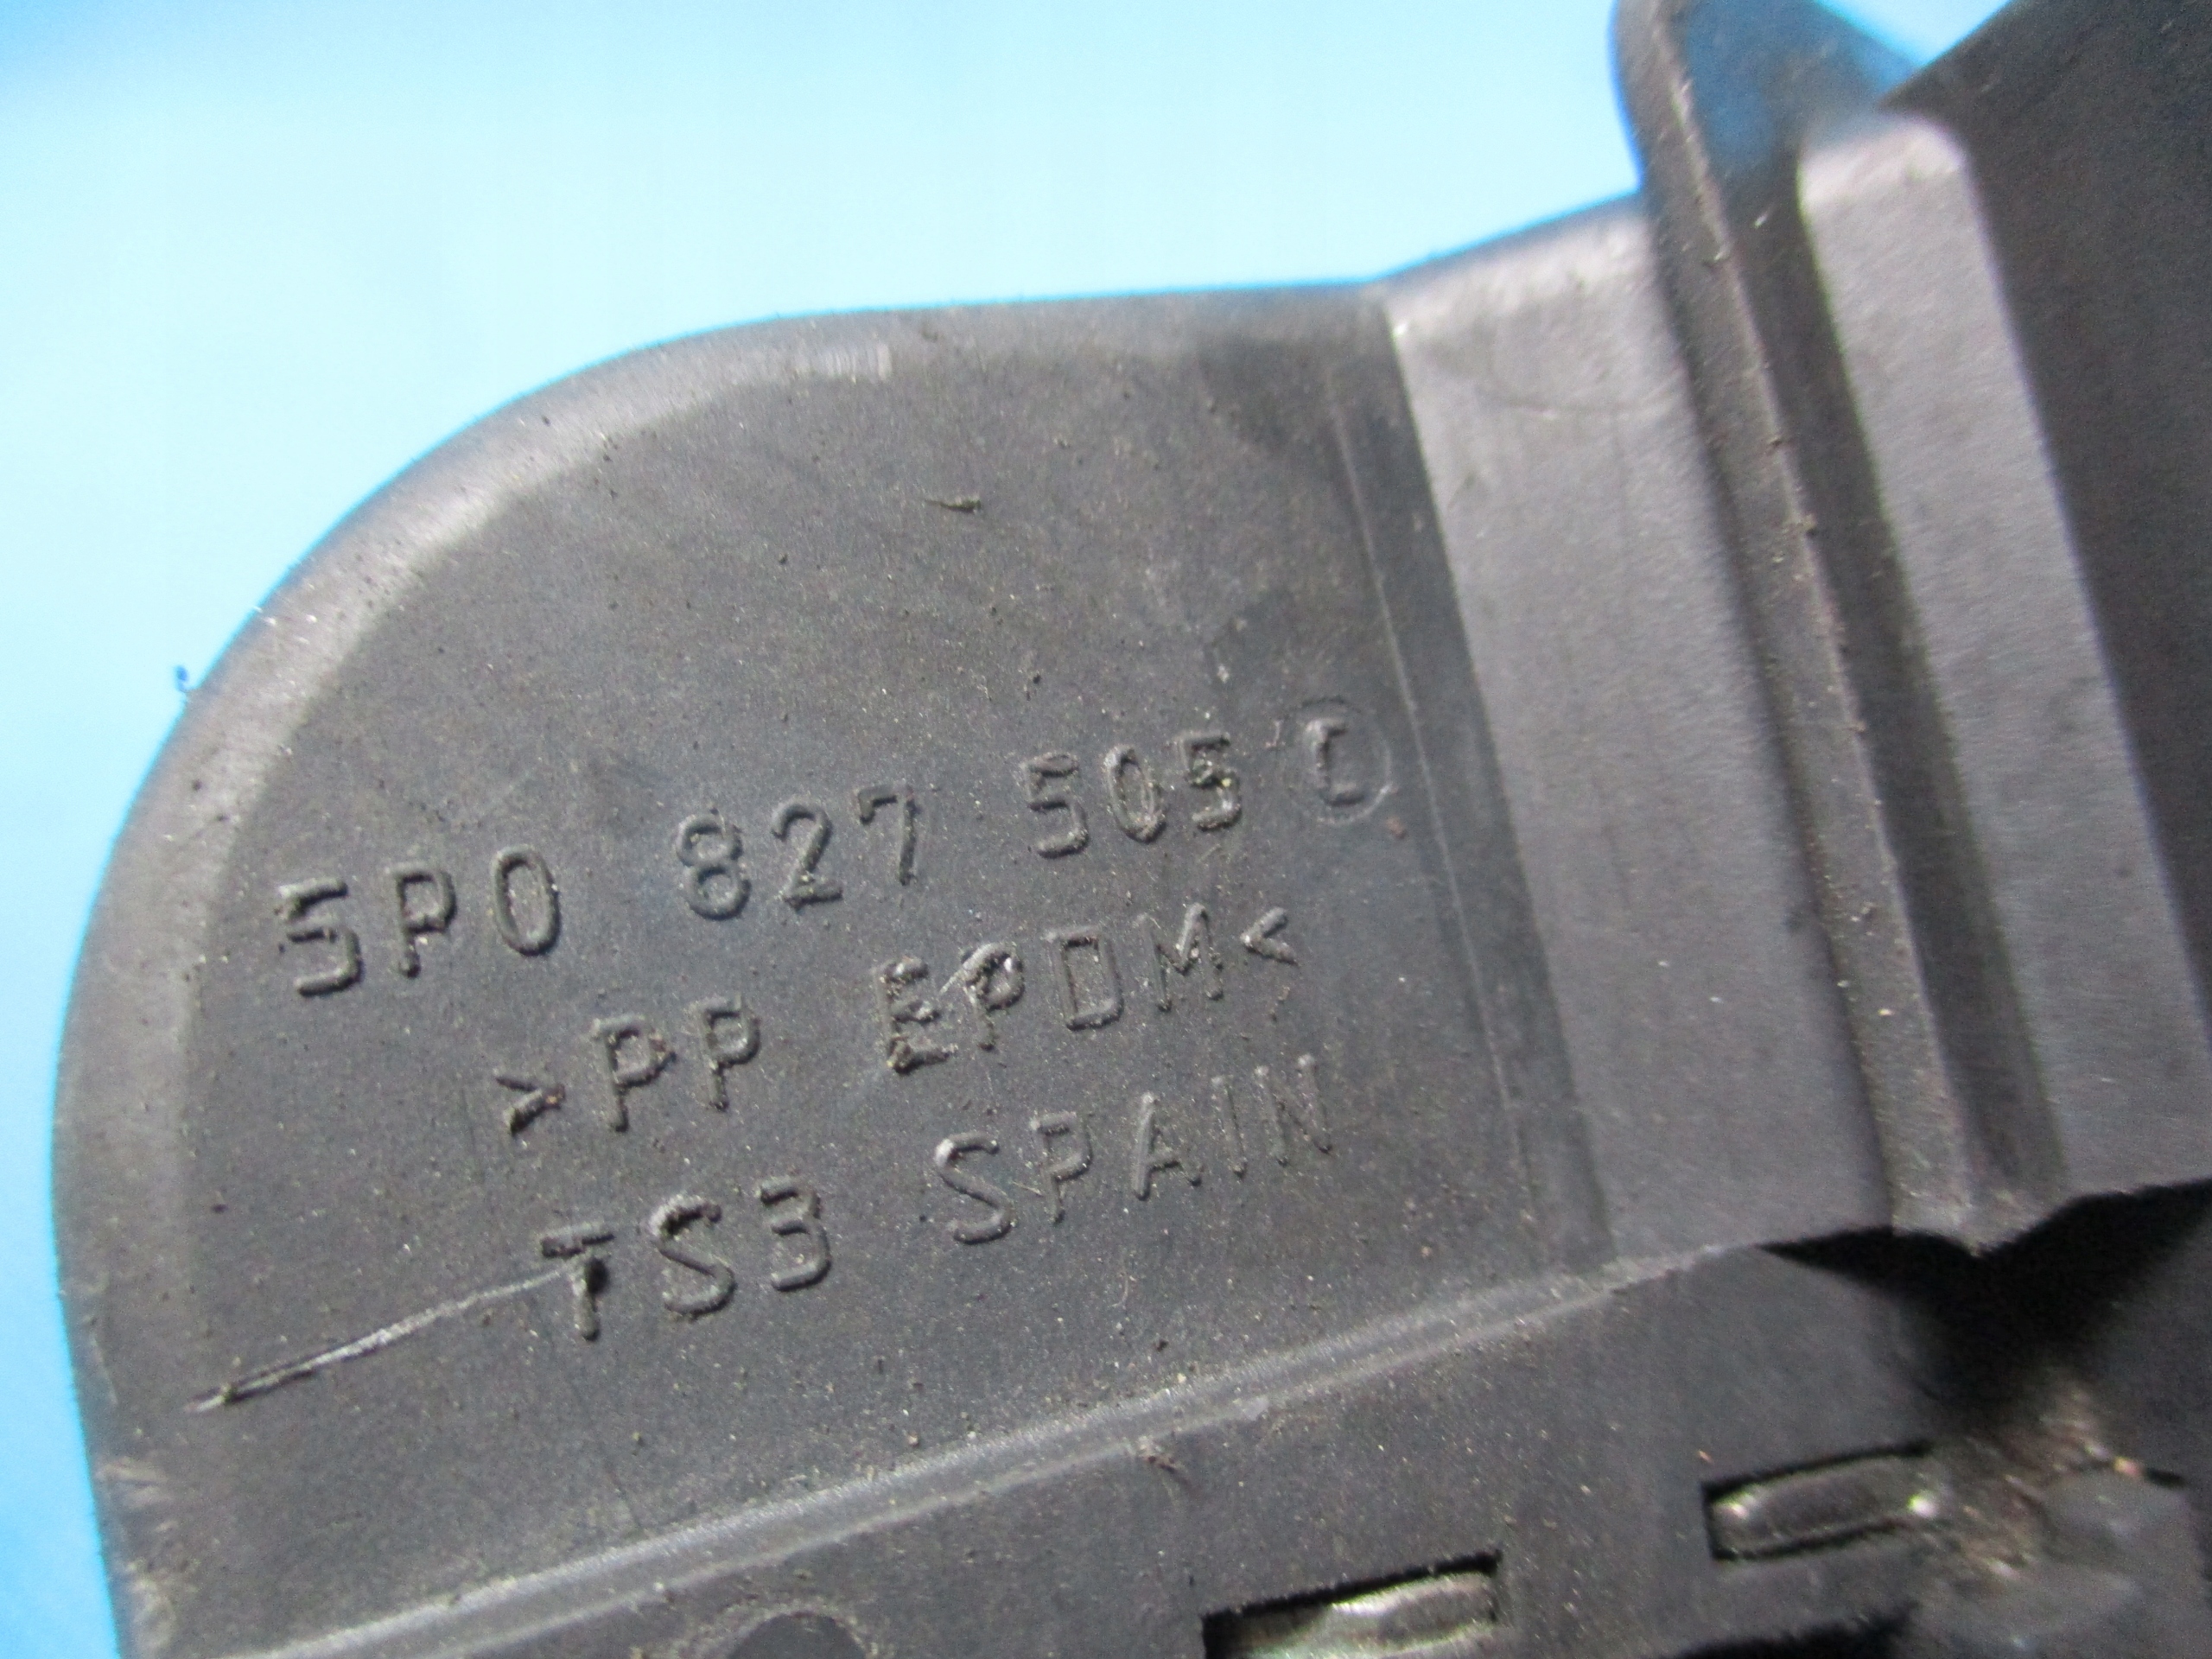 5P0 827 505 C
>PP EPDM<
TS3 SPAIN